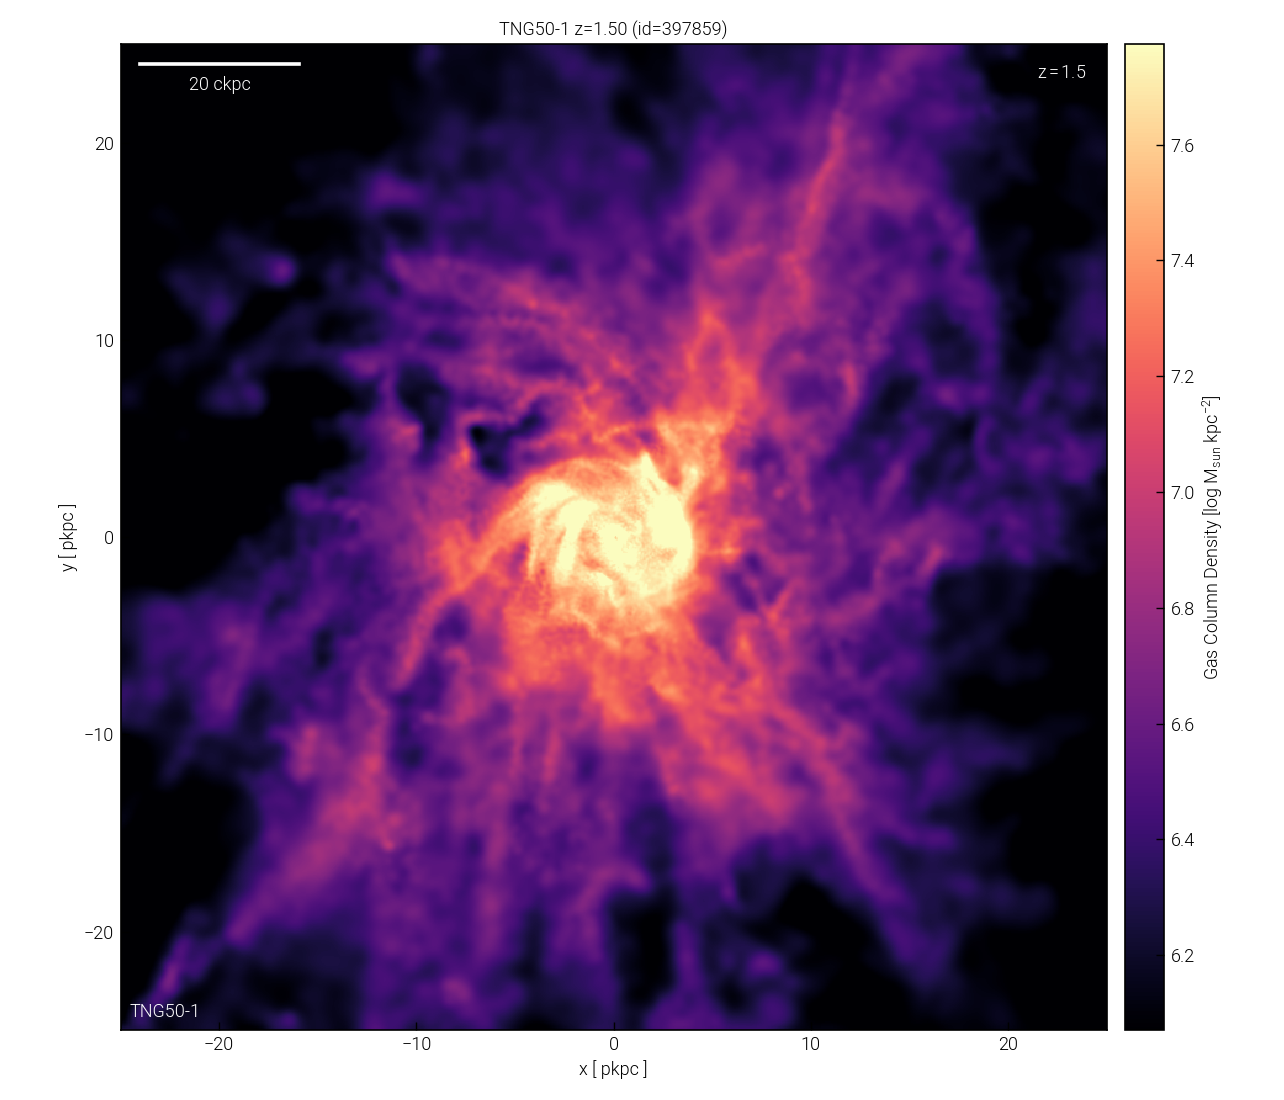 TNG50-1 z=1.50 (id=397859)
20 ckpc
z = 1.5
TNG50-1
y [ pkpc ]
20
10
0
−10
−20
−20
−10
0
10
20
x [ pkpc ]
7.6
7.4
7.2
7.0
6.8
6.6
6.4
6.2
Gas Column Density [log M_sun kpc^−2]